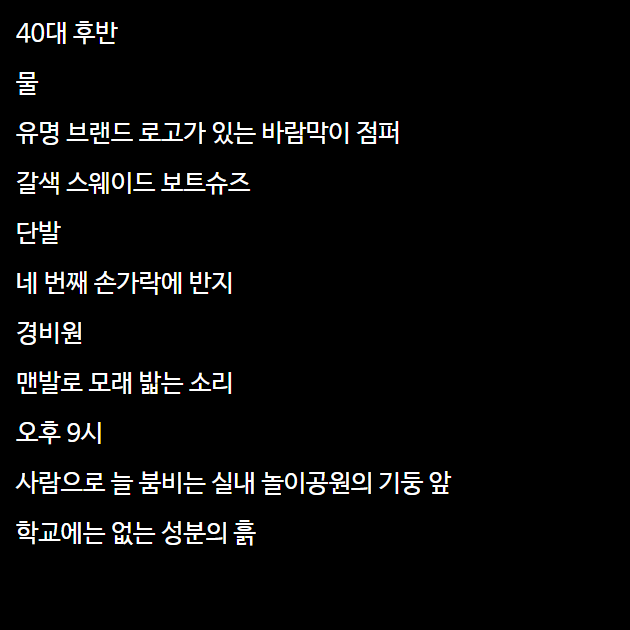 40대 후반
물
유명 브랜드 로고가 있는 바람막이 점퍼
갈색 스웨이드 보트슈즈
단발
네 번째 손가락에 반지
경비원
맨발로 모래 밟는 소리
오후 9시
사람으로 늘 붐비는 실내 놀이공원의 기둥 앞
학교에는 없는 성분의 흙